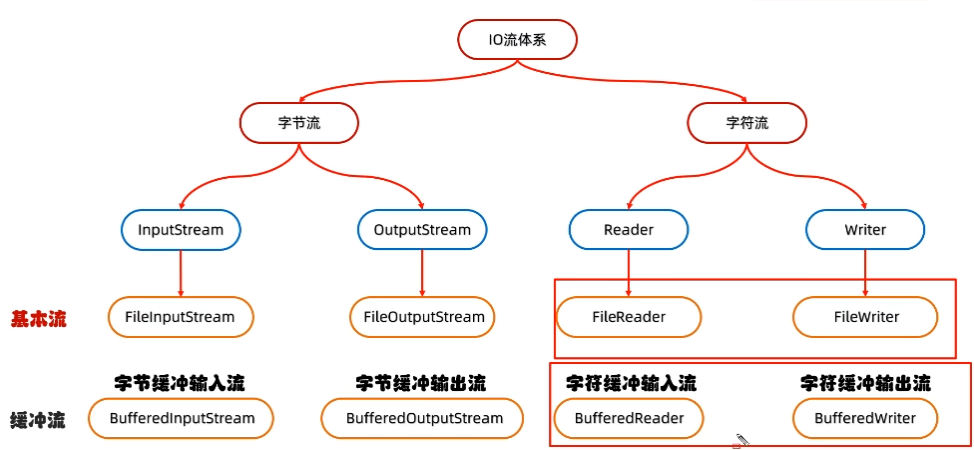 IO流体系
字节流
字符流
InputStream
OutputStream
Reader
Writer
基本流
FileInputStream
FileOutputStream
FileReader
FileWriter
字节缓冲输入流
字节缓冲输出流
字符缓冲输入流
字符缓冲输出流
缓冲流
BufferedInputStream
BufferedOutputStream
BufferedReader
BufferedWriter